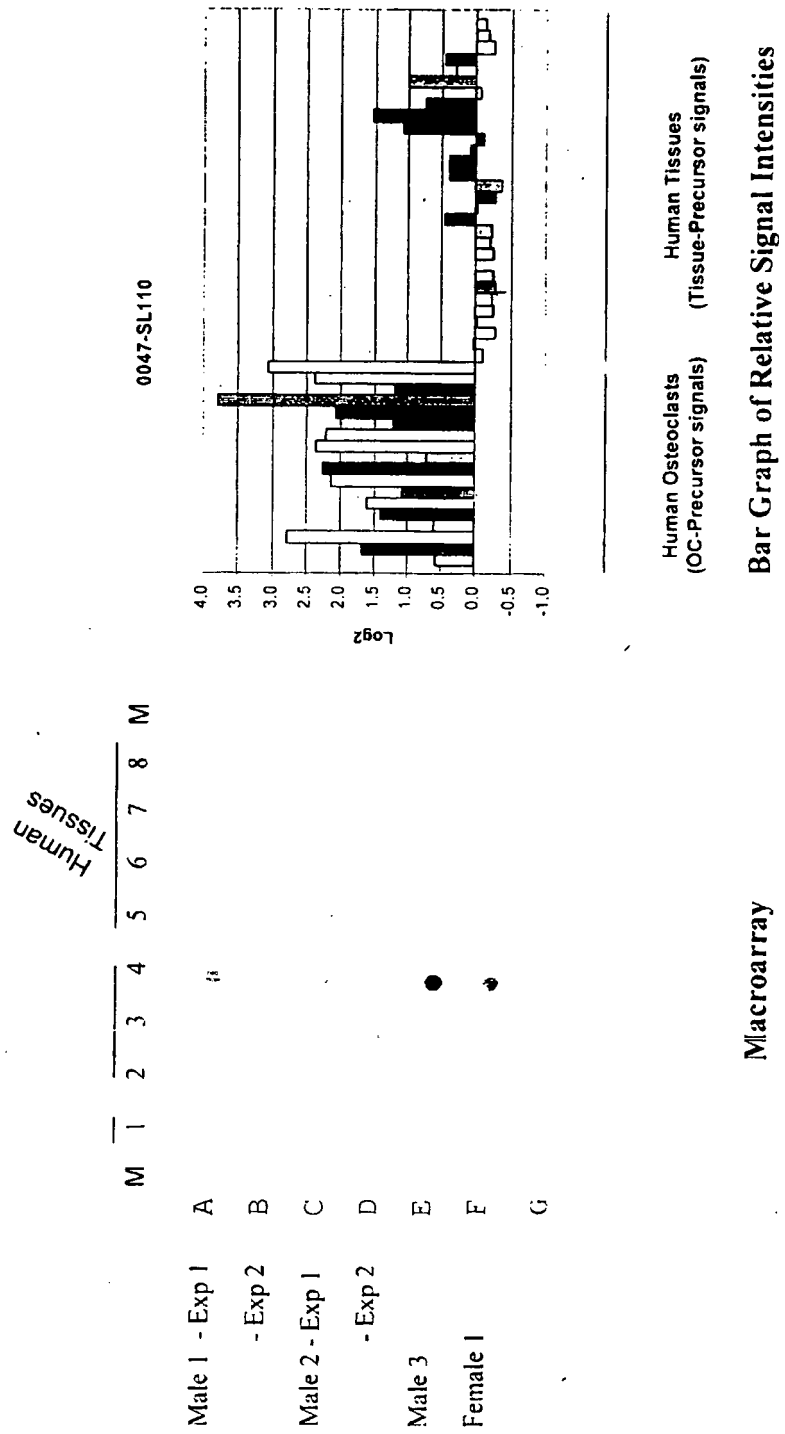 Human
Tissues
M 1 2 3 4 5 6 7 8 M
Male 1 - Exp 1 A
- Exp 2 B
Male 2 - Exp 1 C
- Exp 2 D
Male 3 E
Female 1 F
G
Macroarray
0047-SL110
4.0
3.5
3.0
2.5
2.0
1.5
1.0
0.5
0.0
-0.5
-1.0
Log2
Human Osteoclasts
(OC-Precursor signals)
Human Tissues
(Tissue-Precursor signals)
Bar Graph of Relative Signal Intensities